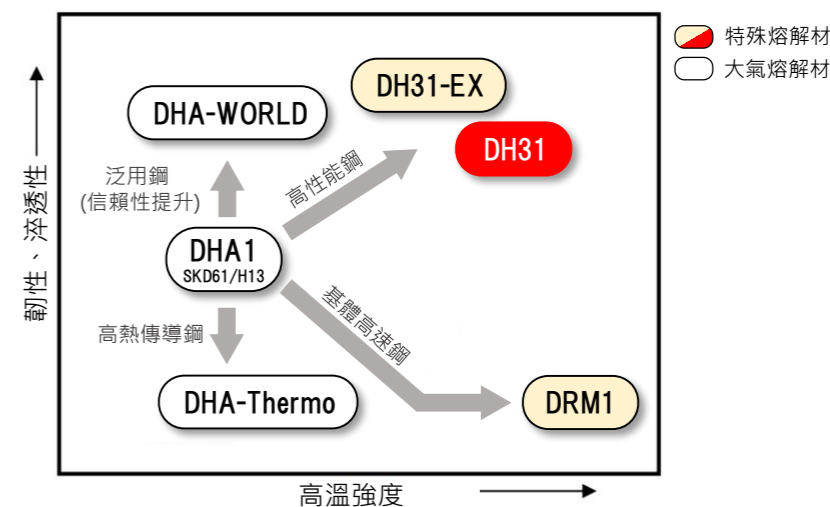 特殊熔解材
大氣熔解材
DH31-EX
DHA-WORLD
DH31
高性能鋼
泛用鋼
(信賴性提升)
DHA1
SKD61/H13
基體高速鋼
高熱傳導鋼
DHA-Thermo
DRM1
韌性、淬透性
高溫強度